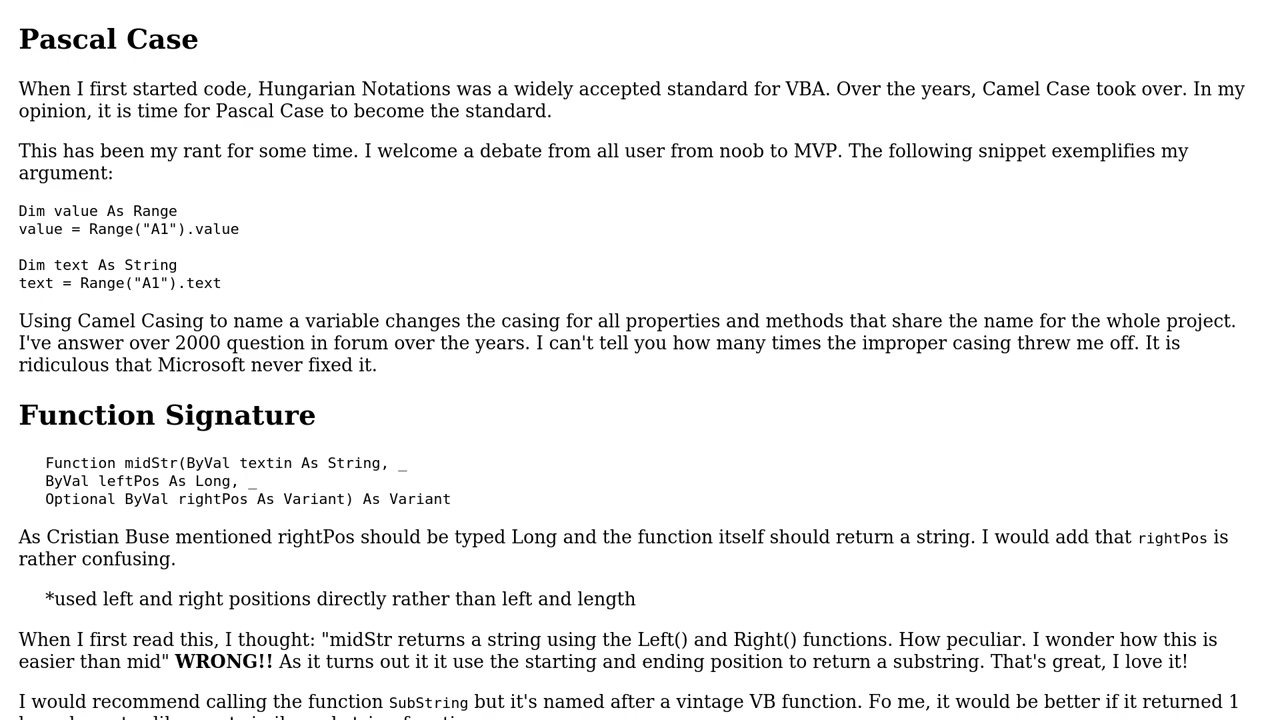 Pascal Case
When I first started code, Hungarian Notations was a widely accepted standard for VBA. Over the years, Camel Case took over. In my
opinion, it is time for Pascal Case to become the standard.
This has been my rant for some time. I welcome a debate from all user from noob to MVP. The following snippet exemplifies my
argument:
Dim value As Range
value = Range("A1").value
Dim text As String
text = Range("A1").text
Using Camel Casing to name a variable changes the casing for all properties and methods that share the name for the whole project.
I've answer over 2000 question in forum over the years. I can't tell you how many times the improper casing threw me off. It is
ridiculous that Microsoft never fixed it.
Function Signature
Function midStr(ByVal textin As String, _
ByVal leftPos As Long, _
Optional ByVal rightPos As Variant) As Variant
As Cristian Buse mentioned rightPos should be typed Long and the function itself should return a string. I would add that rightPos is
rather confusing.
*used left and right positions directly rather than left and length
When I first read this, I thought: "midStr returns a string using the Left() and Right() functions. How peculiar. I wonder how this is
easier than mid" WRONG!! As it turns out it it use the starting and ending position to return a substring. That's great, I love it!
I would recommend calling the function SubString but it's named after a vintage VB function. Fo me, it would be better if it returned 1